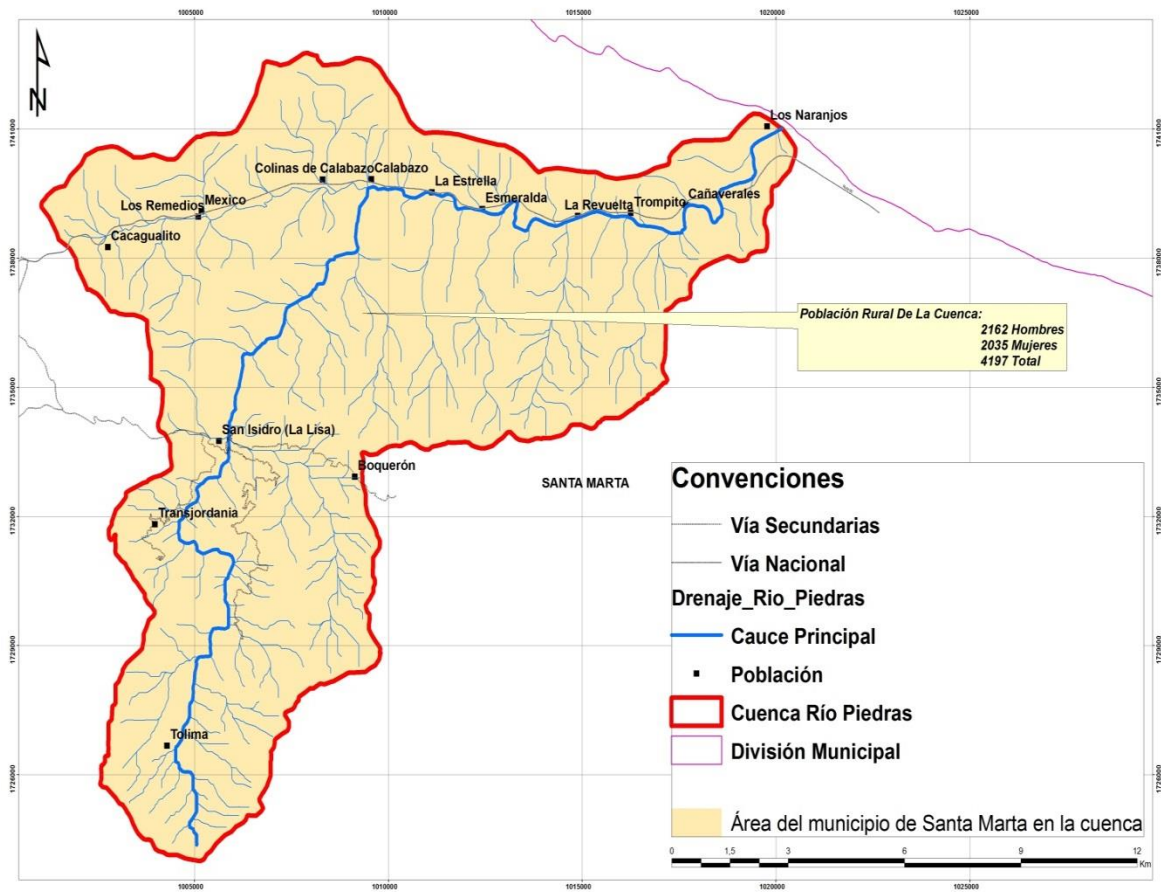 1005000 1010000 1015000 1020000 1025000
N
Los Naranjos
1741000 1741000
Colinas de Calabazo Calabazo
La Estrella
Cañaverales
Mexico
Los Remedios
Esmeralda
La Revuelta Trompito
Cacagualito
1738000 1738000
Población Rural De La Cuenca:
2162 Hombres
2035 Mujeres
4197 Total
1735000 1735000
San Isidro (La Lisa)
Boquerón
SANTA MARTA
Transjordania
1732000 1732000
1729000 1729000
Tolima
1726000 1726000
Convenciones
Vía Secundarias
Vía Nacional
Drenaje_Rio_Piedras
Cauce Principal
Población
Cuenca Río Piedras
División Municipal
Área del municipio de Santa Marta en la cuenca
0 1,5 3 6 9 12
Km
1005000 1010000 1015000 1020000 1025000